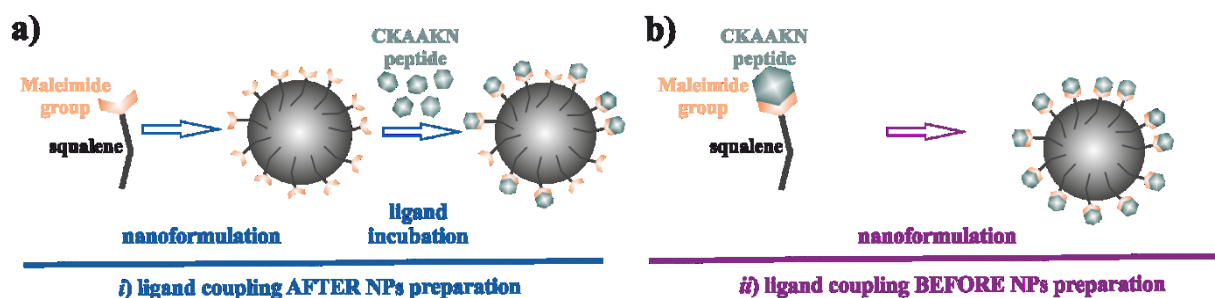 a)
CKAAKN
peptide
Maleimide
group
squalene
nanoformulation
ligand
incubation
i) ligand coupling AFTER NPs preparation
b)
CKAAKN
peptide
Maleimide
group
squalene
nanoformulation
ii) ligand coupling BEFORE NPs preparation